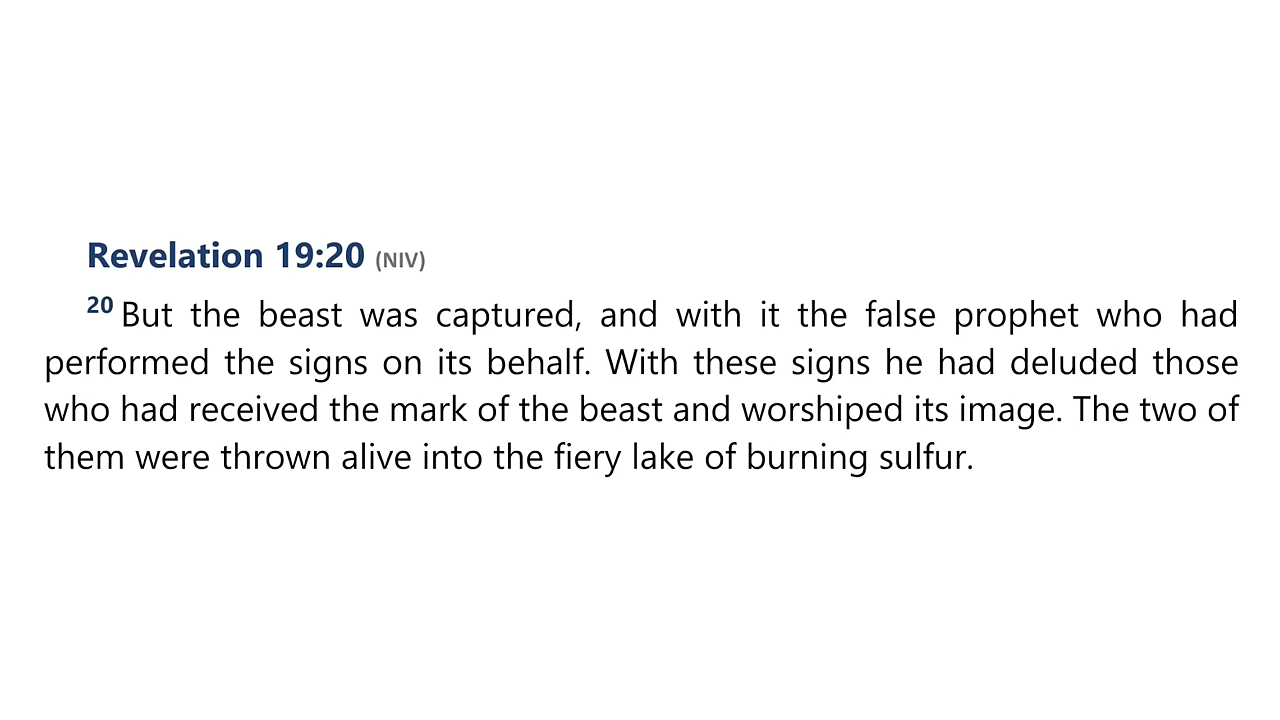 Revelation 19:20 (NIV)
20 But the beast was captured, and with it the false prophet who had
performed the signs on its behalf. With these signs he had deluded those
who had received the mark of the beast and worshiped its image. The two of
them were thrown alive into the fiery lake of burning sulfur.